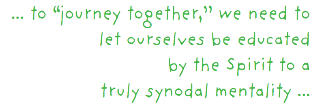 ... to “journey together,” we need to
let ourselves be educated
by the Spirit to a
truly synodal mentality ...